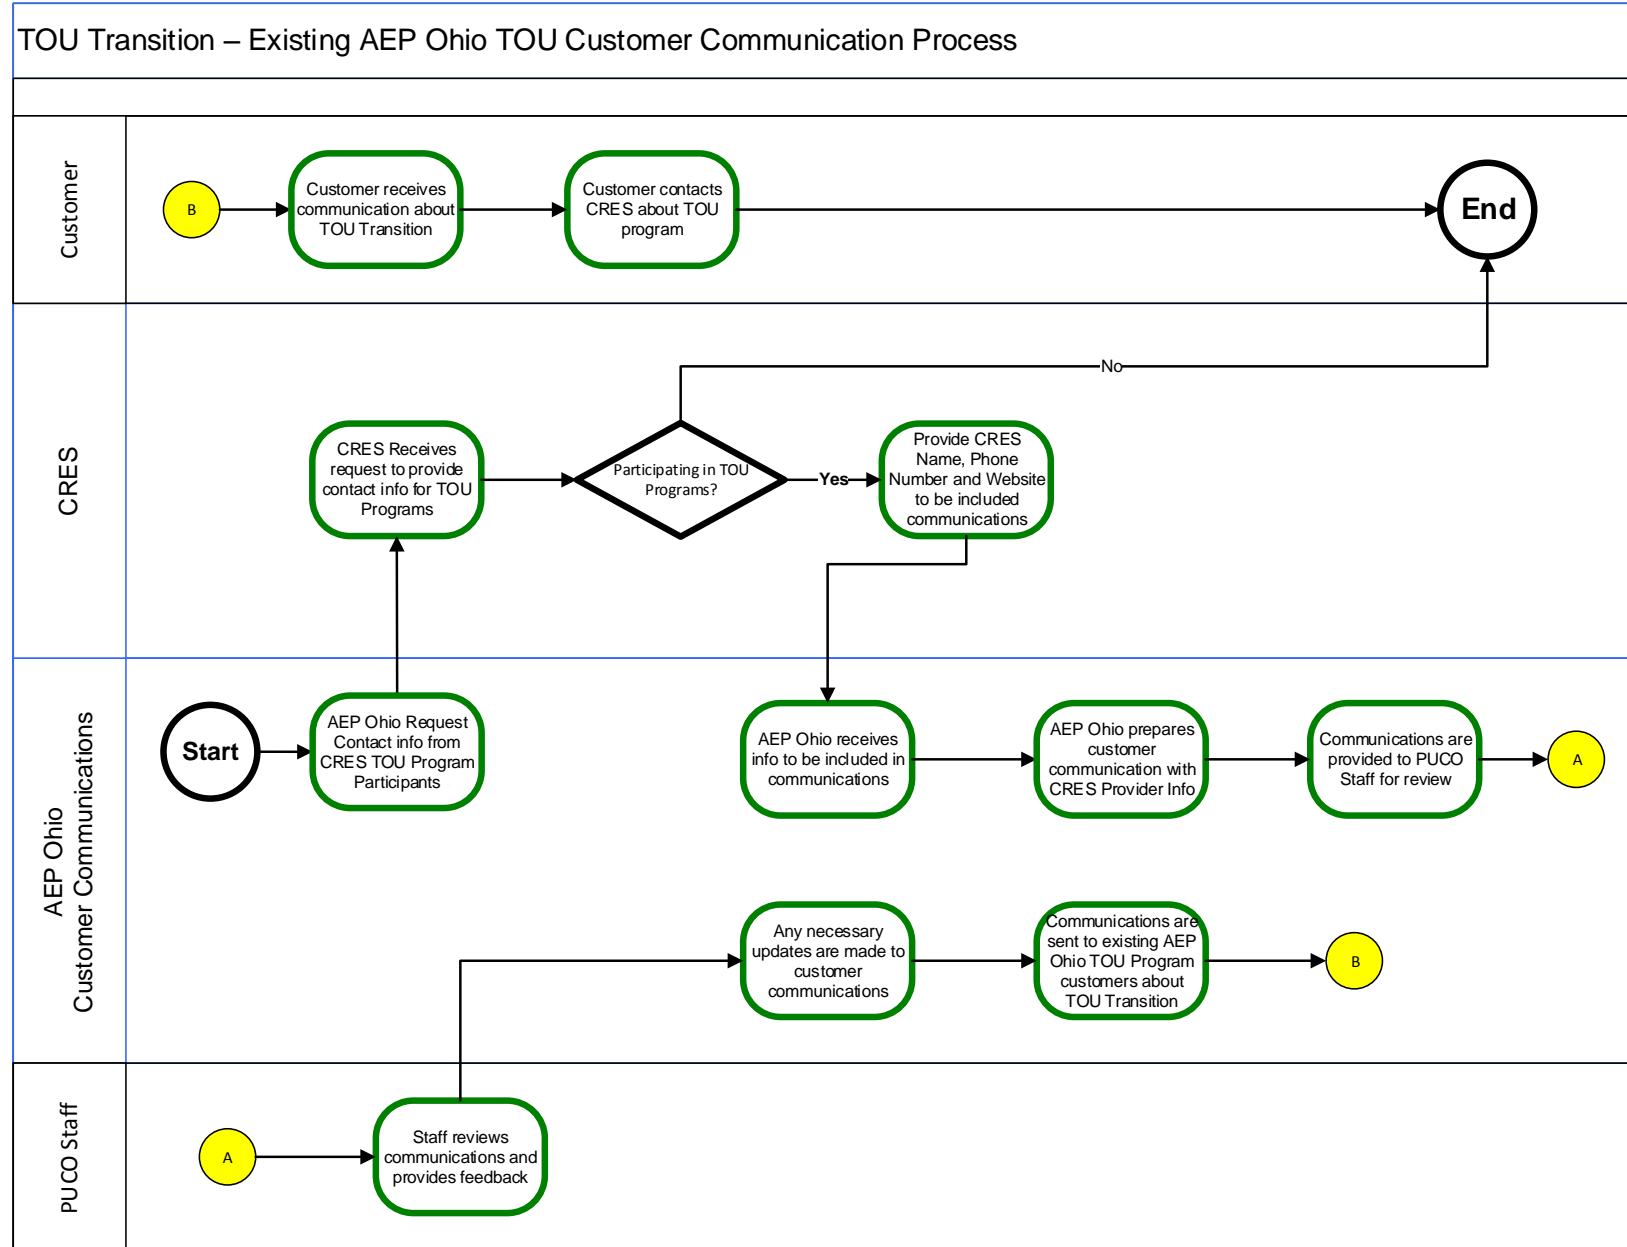 TOU Transition – Existing AEP Ohio TOU Customer Communication Process
Customer
B
Customer receives
communication about
TOU Transition
Customer contacts
CRES about TOU
program
End
CRES
No
CRES Receives
request to provide
contact info for TOU
Programs
Participating in TOU
Programs?
Yes
Provide CRES
Name, Phone
Number and Website
to be included
communications
AEP Ohio
Customer Communications
Start
AEP Ohio Request
Contact info from
CRES TOU Program
Participants
AEP Ohio receives
info to be included in
communications
AEP Ohio prepares
customer
communication with
CRES Provider Info
Communications are
provided to PUCO
Staff for review
A
Any necessary
updates are made to
customer
communications
Communications are
sent to existing AEP
Ohio TOU Program
customers about
TOU Transition
B
PUCO Staff
A
Staff reviews
communications and
provides feedback